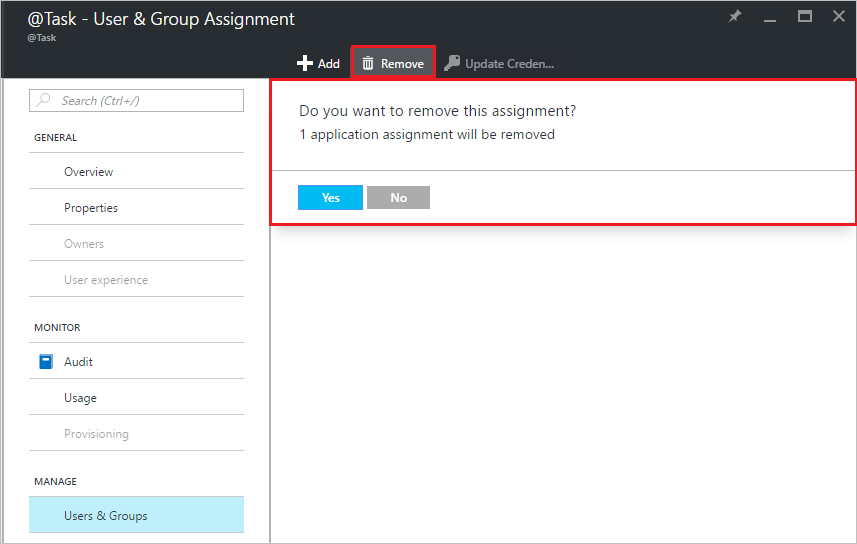 @Task - User & Group Assignment
@Task
Add
Remove
Update Creden...
Search (Ctrl+/)
GENERAL
Overview
Properties
Owners
User experience
MONITOR
Audit
Usage
Provisioning
MANAGE
Users & Groups
Do you want to remove this assignment?
1 application assignment will be removed
Yes
No